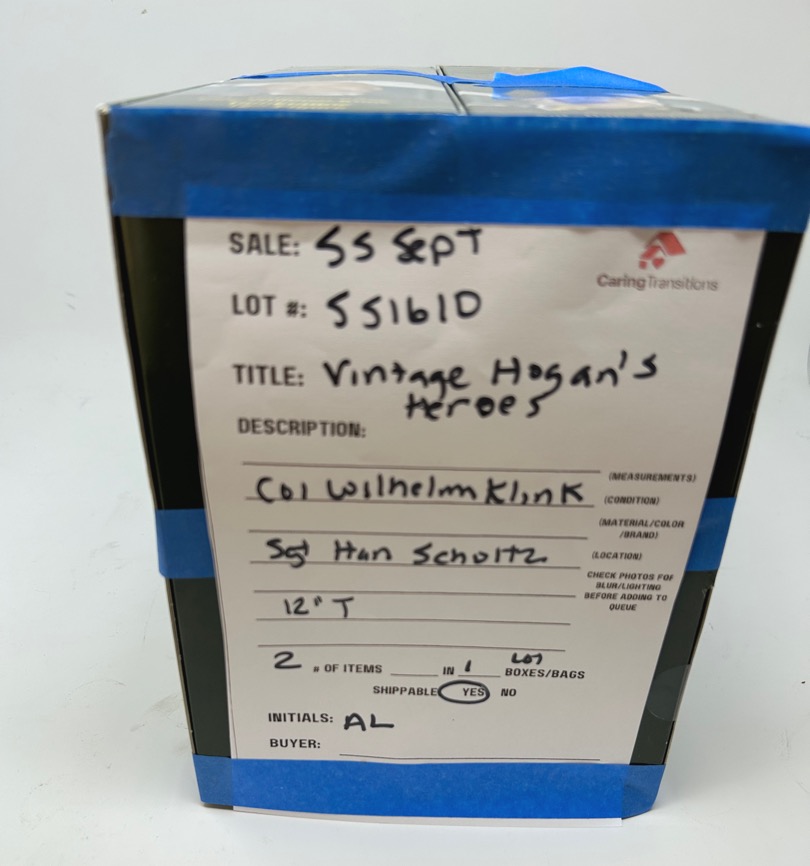 SALE: SS Sept
CaringTransitions
LOT #: SS1610
TITLE: Vintage Hogan's
Heroes
DESCRIPTION:
(MEASUREMENTS)
Col Wilhelm Klink (CONDITION)
(MATERIAL/COLOR
/BRAND)
Sgt Han Scholtz (LOCATION)
CHECK PHOTOS FOR
BLUR/LIGHTING
BEFORE ADDING TO
QUEUE
12" T
2 # OF ITEMS IN 1 Lot BOXES/BAGS
SHIPPABLE YES NO
INITIALS: AL
BUYER: